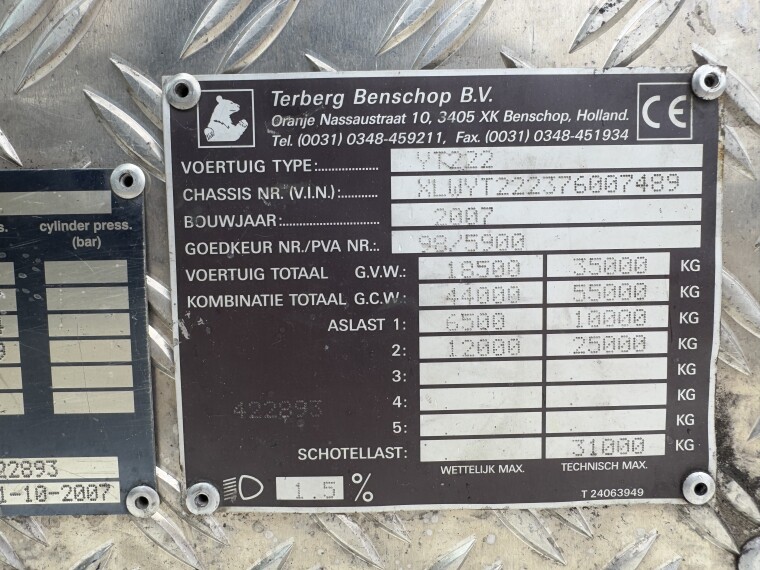 Terberg Benschop B.V.
Oranje Nassaustraat 10, 3405 XK Benschop, Holland.
Tel. (0031) 0348-459211, Fax. (0031) 0348-451934
CE
VOERTUIG TYPE:.................. YT222
CHASSIS NR. (V.I.N.):.......... XLWYT222376007489
BOUWJAAR:........................... 2007
GOEDKEUR NR./PVA NR.:. 98/5900
VOERTUIG TOTAAL G.V.W.: 18500 35000 KG
KOMBINATIE TOTAAL G.C.W.: 44000 55000 KG
ASLAST 1: 6500 10000 KG
2: 12000 25000 KG
3: KG
4: KG
422893
5: KG
SCHOTELLAST: 31000 KG
WETTELIJK MAX. TECHNISCH MAX.
1.5 %
T 24063949
cylinder press.
(bar)
22893
1-10-2007